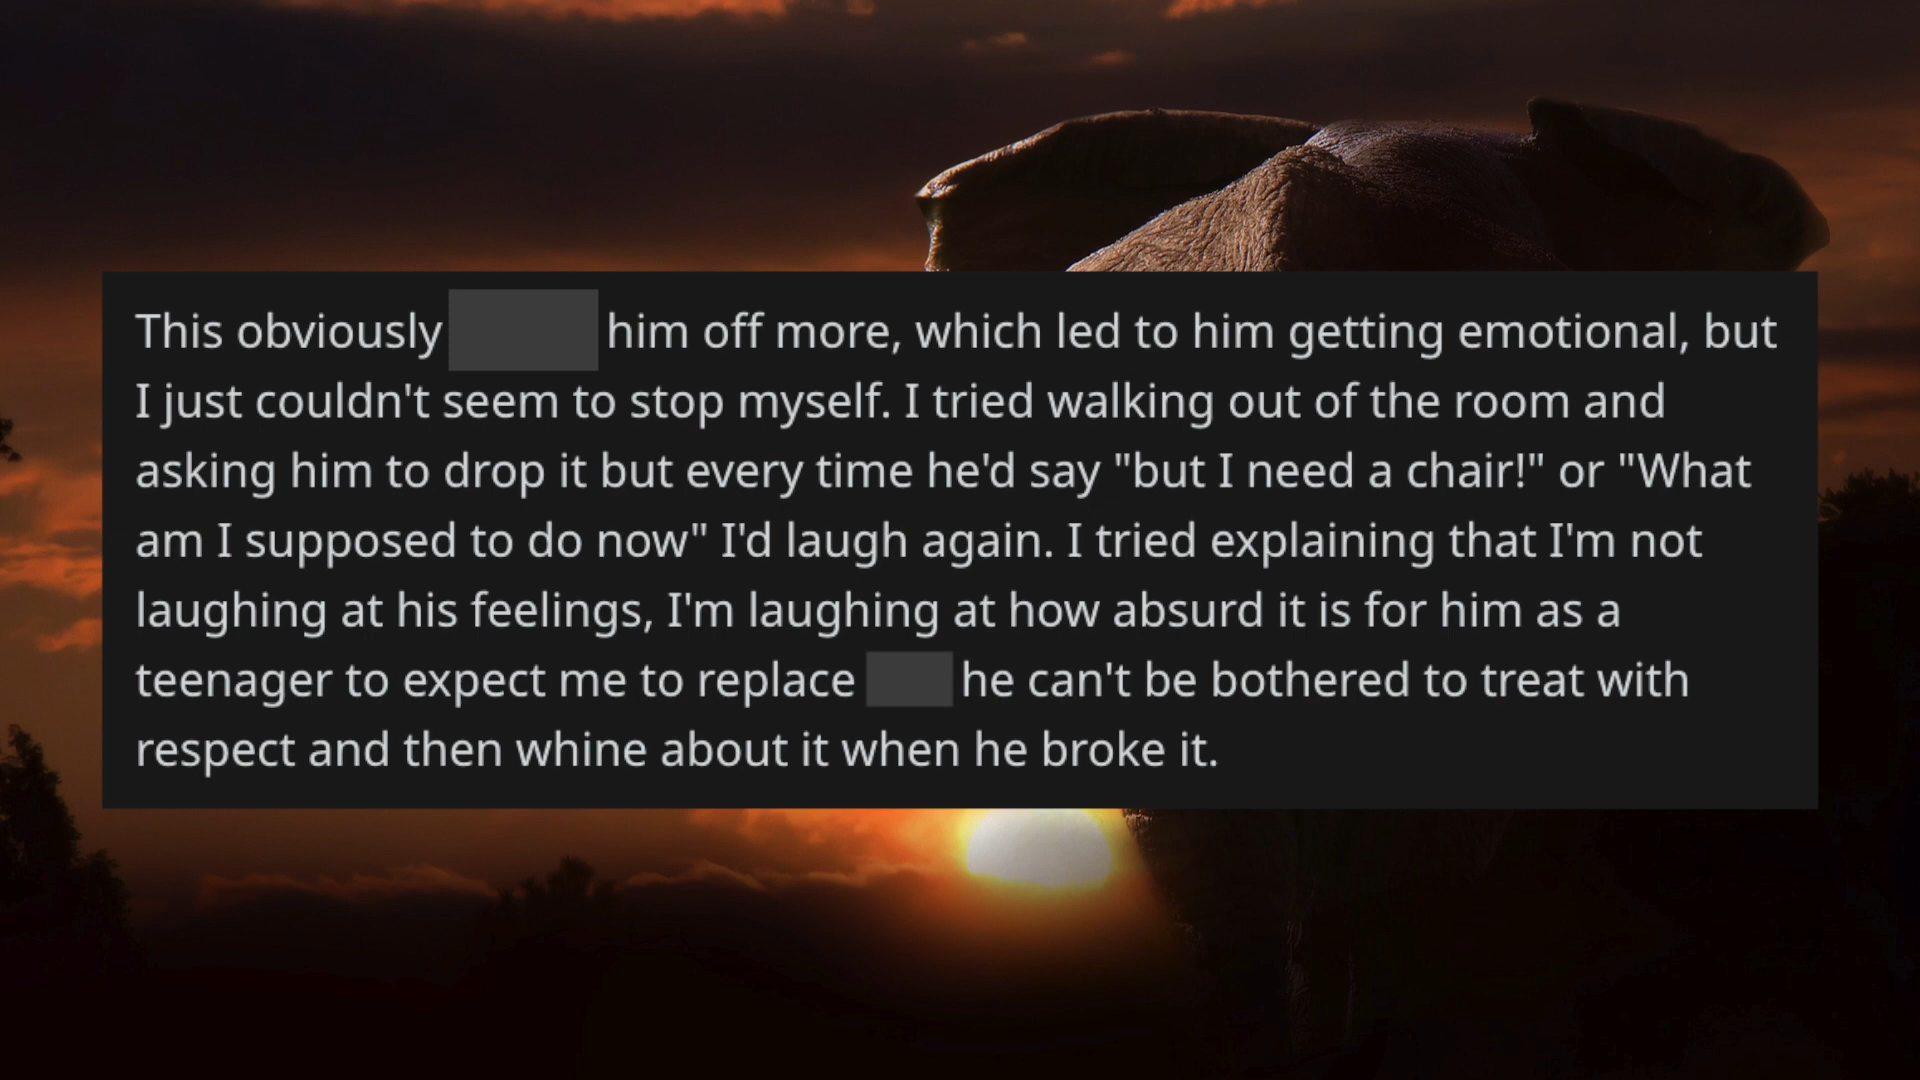 This obviously him off more, which led to him getting emotional, but
I just couldn't seem to stop myself. I tried walking out of the room and
asking him to drop it but every time he'd say "but I need a chair!" or "What
am I supposed to do now" I'd laugh again. I tried explaining that I'm not
laughing at his feelings, I'm laughing at how absurd it is for him as a
teenager to expect me to replace he can't be bothered to treat with
respect and then whine about it when he broke it.